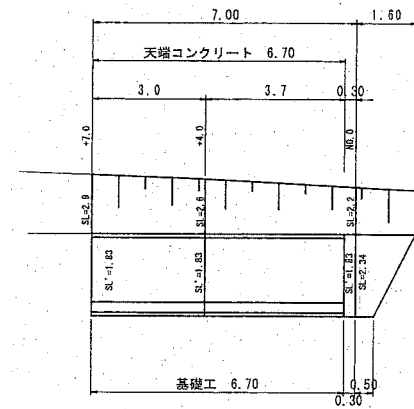 7.00
1.60
天端コンクリート 6.70
3.0
3.7
0.30
+7.0
+4.0
NO.0
SL=2.9
SL=2.6
SL=2.2
SL'=1.83
SL'=1.83
SL'=1.83
SL=2.34
基礎工 6.70
0.50
0.30